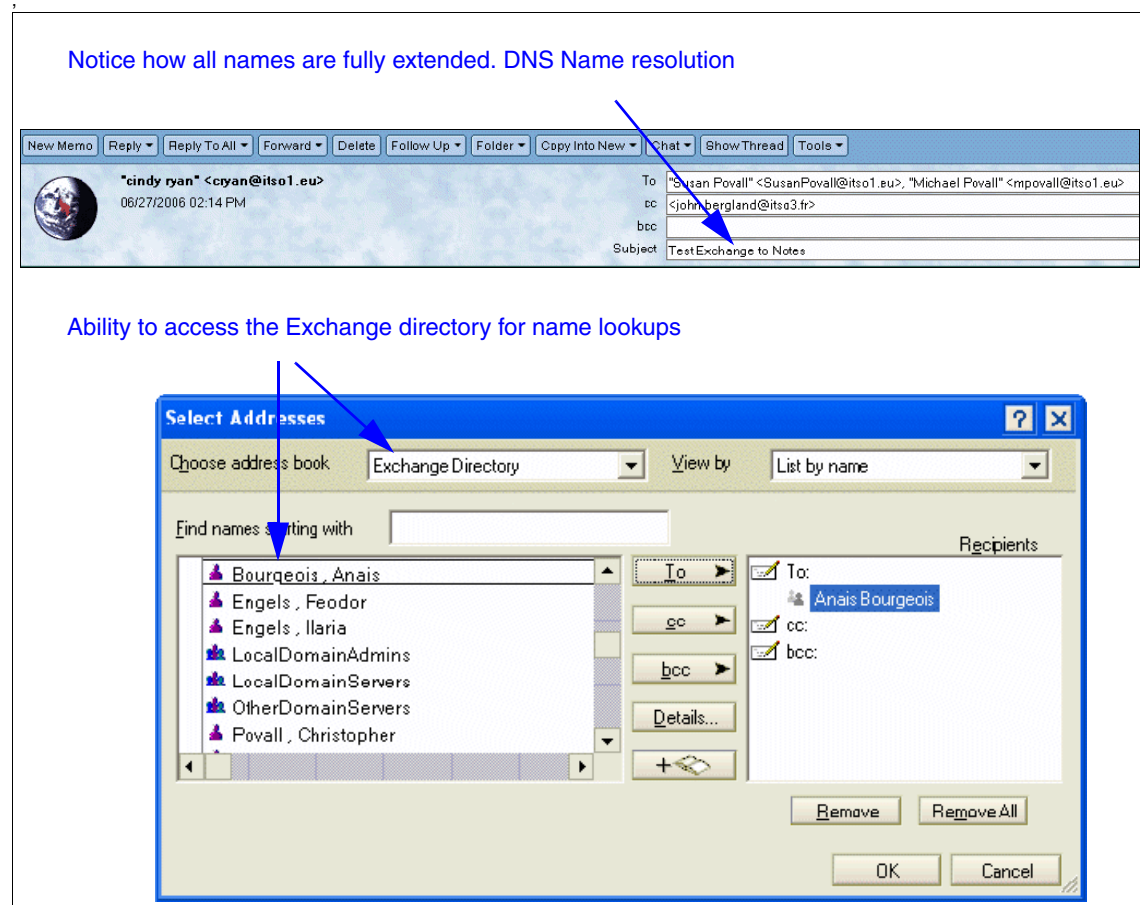 ,
Notice how all names are fully extended. DNS Name resolution
New Memo Reply Reply To All Forward Delete Follow Up Folder Copy Into New Chat Show Thread Tools
"cindy ryan" <cryan@itso1.eu> To "Susan Povall" <SusanPovall@itso1.eu>, "Michael Povall" <mpovall@itso1.eu>
06/27/2006 02:14 PM cc <john.bergland@itso3.fr>
bcc
Subject Test Exchange to Notes
Ability to access the Exchange directory for name lookups
Select Addresses
Choose address book Exchange Directory View by List by name
Find names starting with
Recipients
Bourgeois , Anais To To:
Engels , Feodor Anais Bourgeois
Engels , Ilaria cc cc:
LocalDomainAdmins bcc:
LocalDomainServers bcc
OtherDomainServers
Povall , Christopher Details...
+
Remove Remove All
OK Cancel